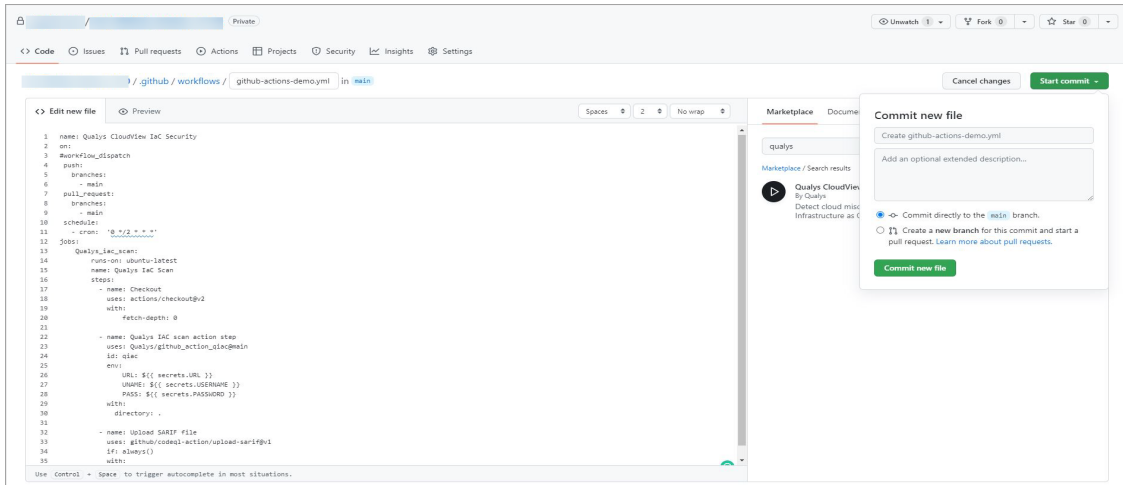 / Private
Unwatch 1 Fork 0 Star 0
<> Code Issues Pull requests Actions Projects Security Insights Settings
/ .github / workflows / github-actions-demo.yml in main
Cancel changes Start commit
<> Edit new file Preview
Spaces 2 No wrap
1 name: Qualys CloudView IaC Security
2 on:
3 #workflow_dispatch
4 push:
5 branches:
6 - main
7 pull_request:
8 branches:
9 - main
10 schedule:
11 - cron: '0 */2 * * *'
12 jobs:
13 Qualys_iac_scan:
14 runs-on: ubuntu-latest
15 name: Qualys IaC Scan
16 steps:
17 - name: Checkout
18 uses: actions/checkout@v2
19 with:
20 fetch-depth: 0
21
22 - name: Qualys IAC scan action step
23 uses: Qualys/github_action_qiac@main
24 id: qiac
25 env:
26 URL: ${{ secrets.URL }}
27 UNAME: ${{ secrets.USERNAME }}
28 PASS: ${{ secrets.PASSWORD }}
29 with:
30 directory: .
31
32 - name: Upload SARIF file
33 uses: github/codeql-action/upload-sarif@v1
34 if: always()
35 with:
Use Control + Space to trigger autocomplete in most situations.
Marketplace Docume
qualys
Marketplace / Search results
Qualys CloudVie
By Qualys
Detect cloud misc
Infrastructure as
Commit new file
Create github-actions-demo.yml
Add an optional extended description...
Commit directly to the main branch.
Create a new branch for this commit and start a
pull request. Learn more about pull requests.
Commit new file